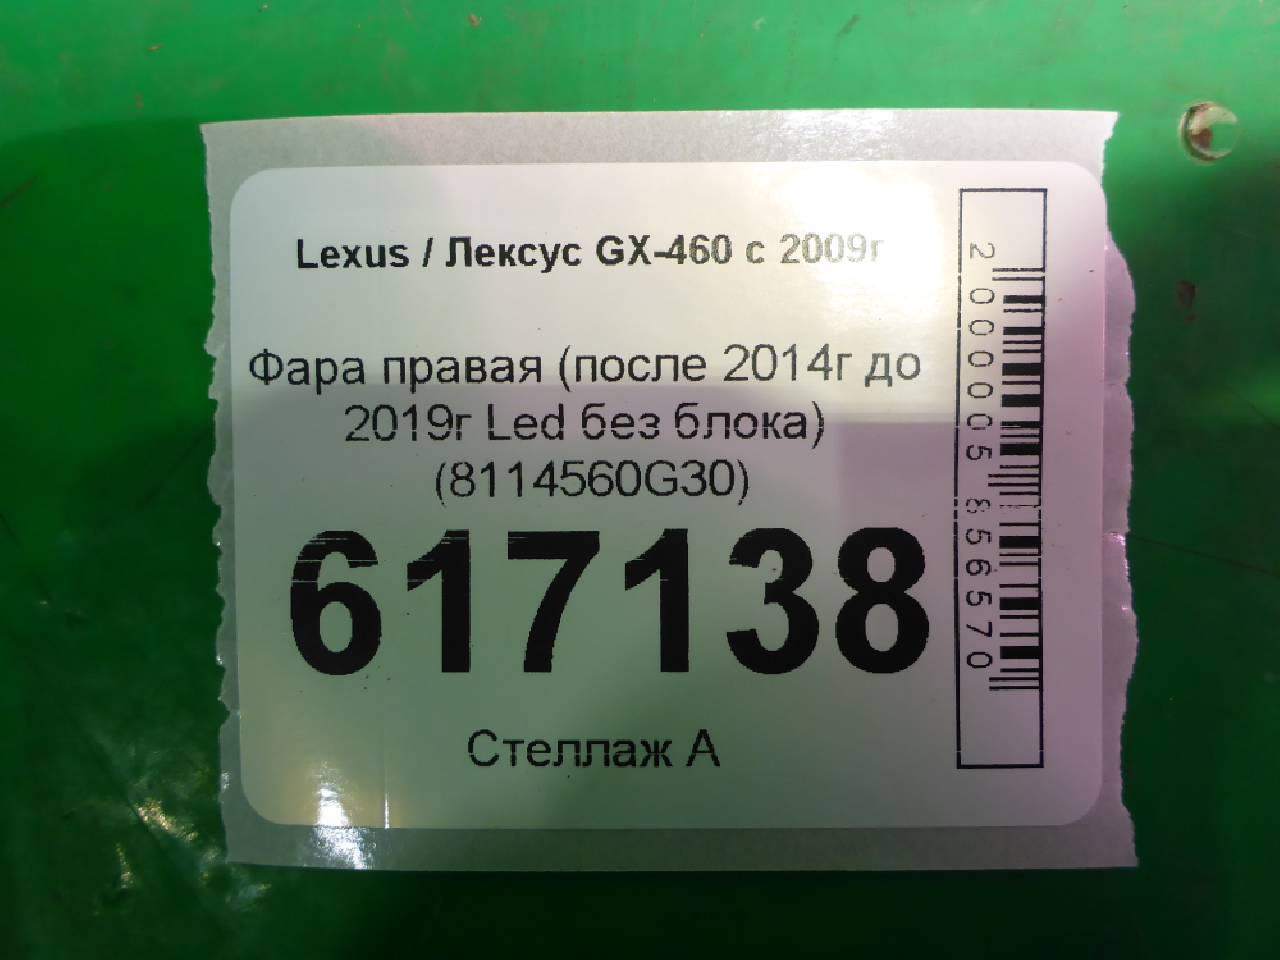 Lexus / Лексус GX-460 с 2009г
Фара правая (после 2014г до
2019г Led без блока)
(8114560G30)
617138
Стеллаж А
2000005856570